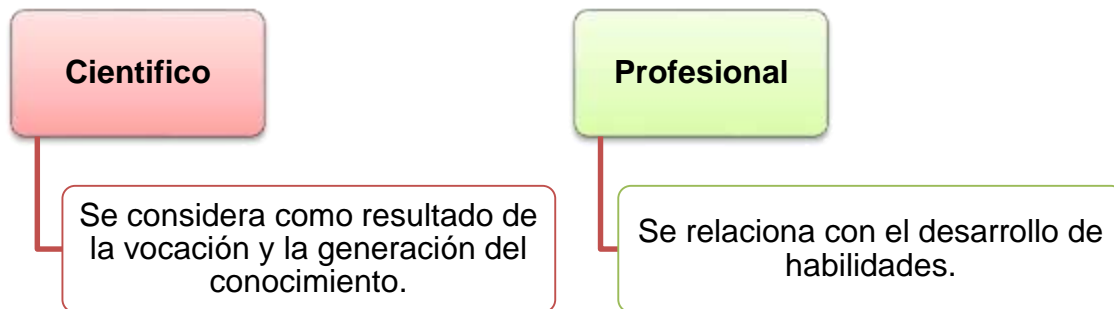 Cientifico
Se considera como resultado de
la vocación y la generación del
conocimiento.
Profesional
Se relaciona con el desarrollo de
habilidades.